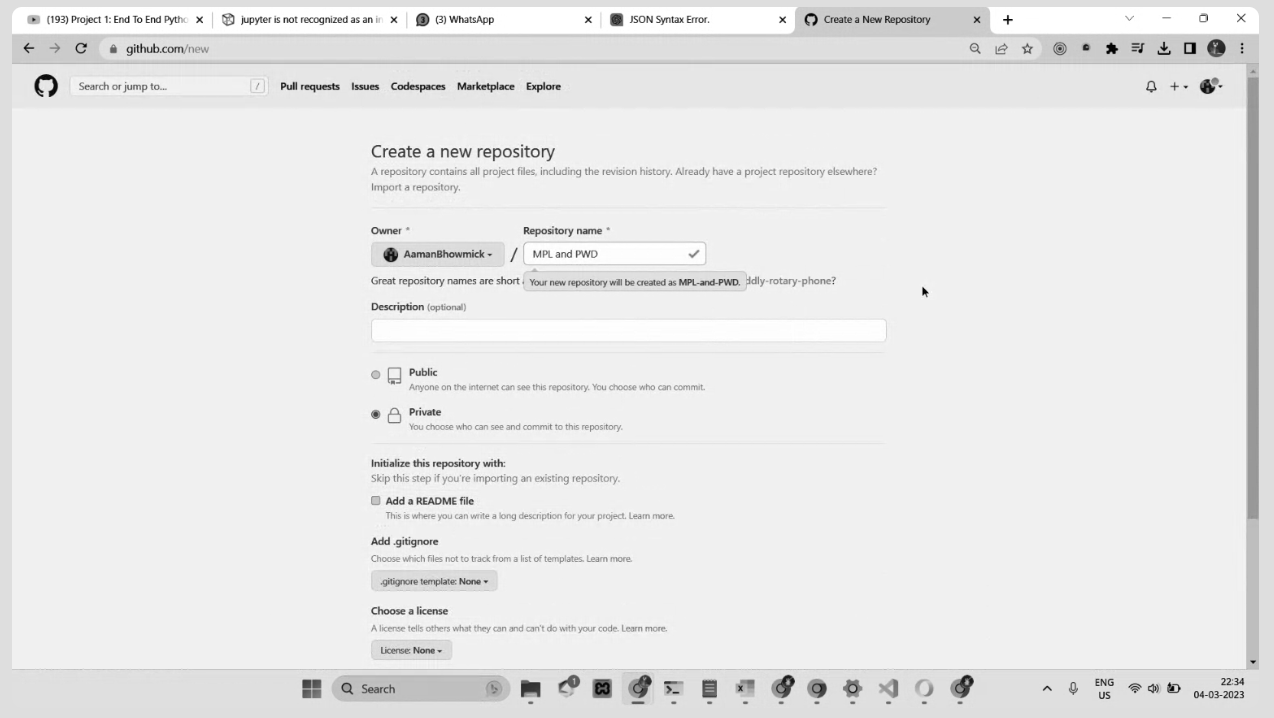 (193) Project 1: End To End Pytho
jupyter is not recognized as an in
(3) WhatsApp
JSON Syntax Error.
Create a New Repository
github.com/new
Search or jump to...
/
Pull requests
Issues
Codespaces
Marketplace
Explore
Create a new repository
A repository contains all project files, including the revision history. Already have a project repository elsewhere?
Import a repository.
Owner *
Repository name *
AamanBhowmick
/
MPL and PWD
Great repository names are short
Your new repository will be created as MPL-and-PWD.
ddly-rotary-phone?
Description (optional)
Public
Anyone on the internet can see this repository. You choose who can commit.
Private
You choose who can see and commit to this repository.
Initialize this repository with:
Skip this step if you're importing an existing repository.
Add a README file
This is where you can write a long description for your project. Learn more.
Add .gitignore
Choose which files not to track from a list of templates. Learn more.
.gitignore template: None
Choose a license
A license tells others what they can and can't do with your code. Learn more.
License: None
Search
1
ENG
US
22:34
04-03-2023